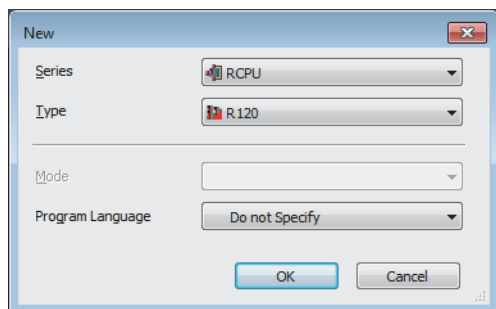 New
Series RCPU
Type R120
Mode
Program Language Do not Specify
OK Cancel